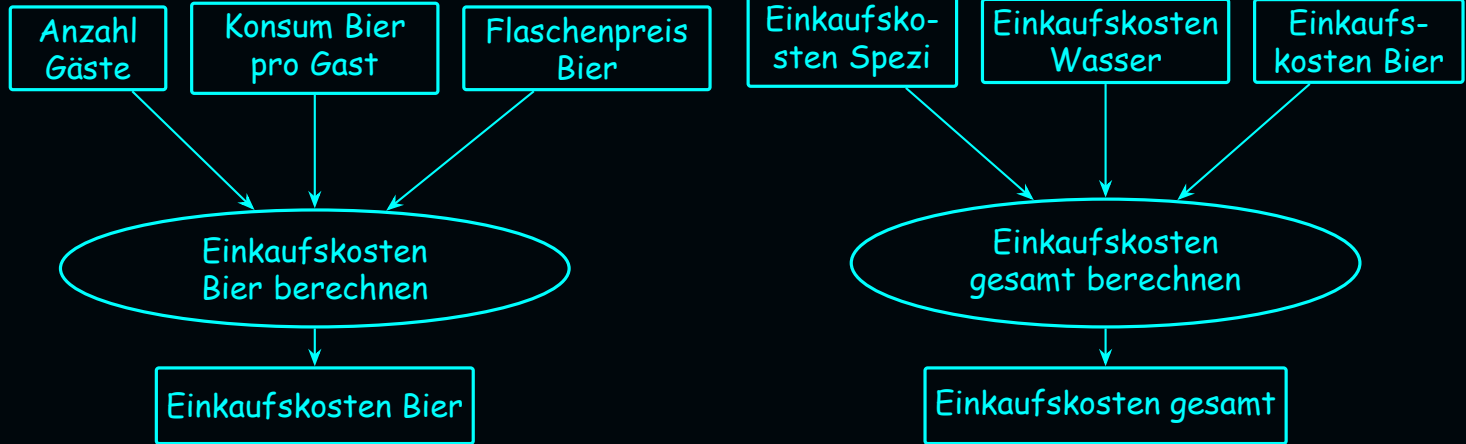 Anzahl
Gäste
Konsum Bier
pro Gast
Flaschenpreis
Bier
Einkaufskosten
Bier berechnen
Einkaufskosten Bier
Einkaufsko-
sten Spezi
Einkaufskosten
Wasser
Einkaufs-
kosten Bier
Einkaufskosten
gesamt berechnen
Einkaufskosten gesamt